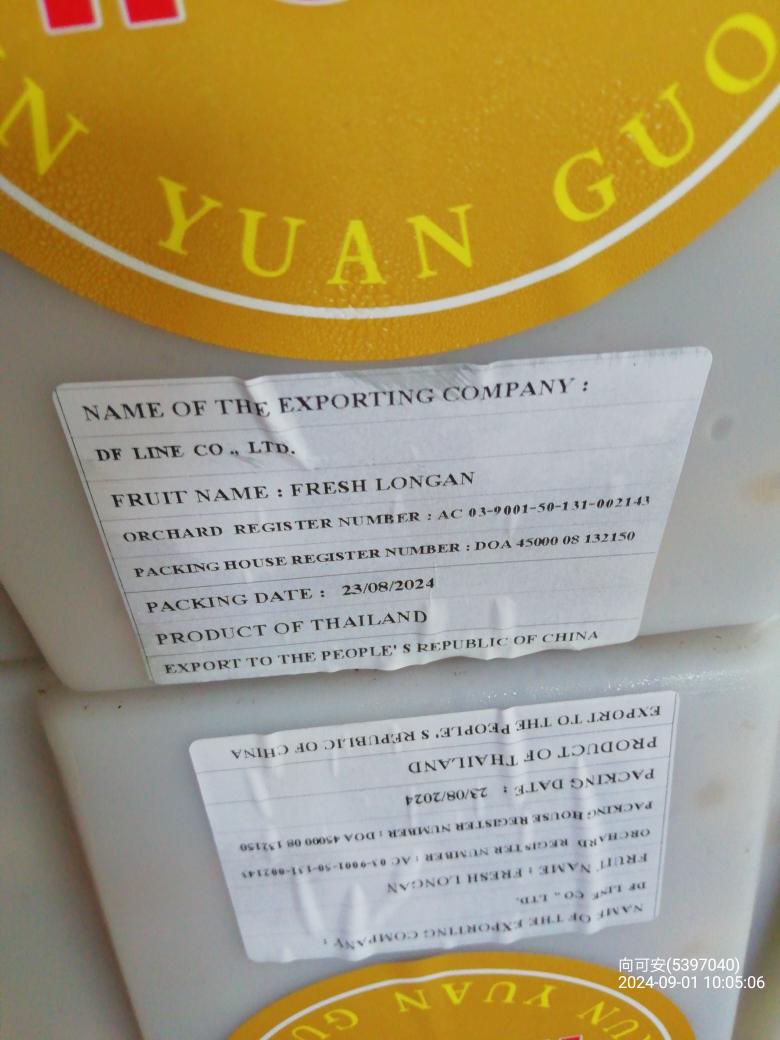 UN YUAN GUO
NAME OF THE EXPORTING COMPANY :
DF LINE CO ., LTD.
FRUIT NAME : FRESH LONGAN
ORCHARD REGISTER NUMBER : AC 03-9001-50-131-002143
PACKING HOUSE REGISTER NUMBER : DOA 45000 08 132150
PACKING DATE : 23/08/2024
PRODUCT OF THAILAND
EXPORT TO THE PEOPLE' S REPUBLIC OF CHINA
NAME OF THE EXPORTING COMPANY :
DF LINE CO ., LTD.
FRUIT NAME : FRESH LONGAN
ORCHARD REGISTER NUMBER : AC 03-9001-50-131-002143
PACKING HOUSE REGISTER NUMBER : DOA 45000 08 132150
PACKING DATE : 23/08/2024
PRODUCT OF THAILAND
EXPORT TO THE PEOPLE' S REPUBLIC OF CHINA
UN YUAN GU
向可安(5397040)
2024-09-01 10:05:06